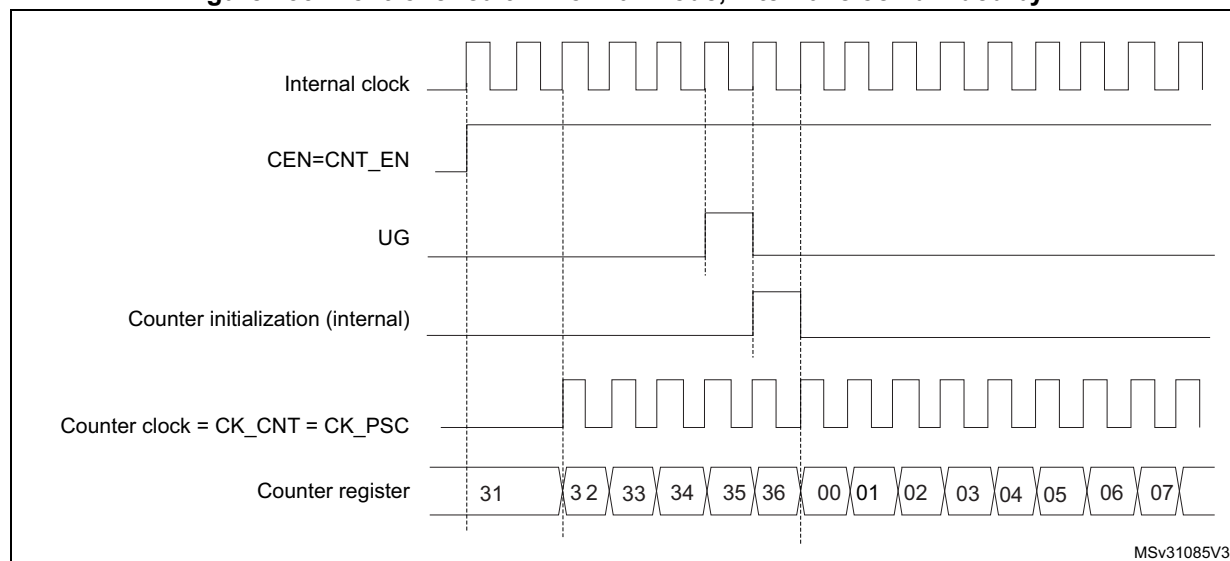 Internal clock
CEN=CNT_EN
UG
Counter initialization (internal)
Counter clock = CK_CNT = CK_PSC
Counter register 31 32 33 34 35 36 00 01 02 03 04 05 06 07
MSv31085V3